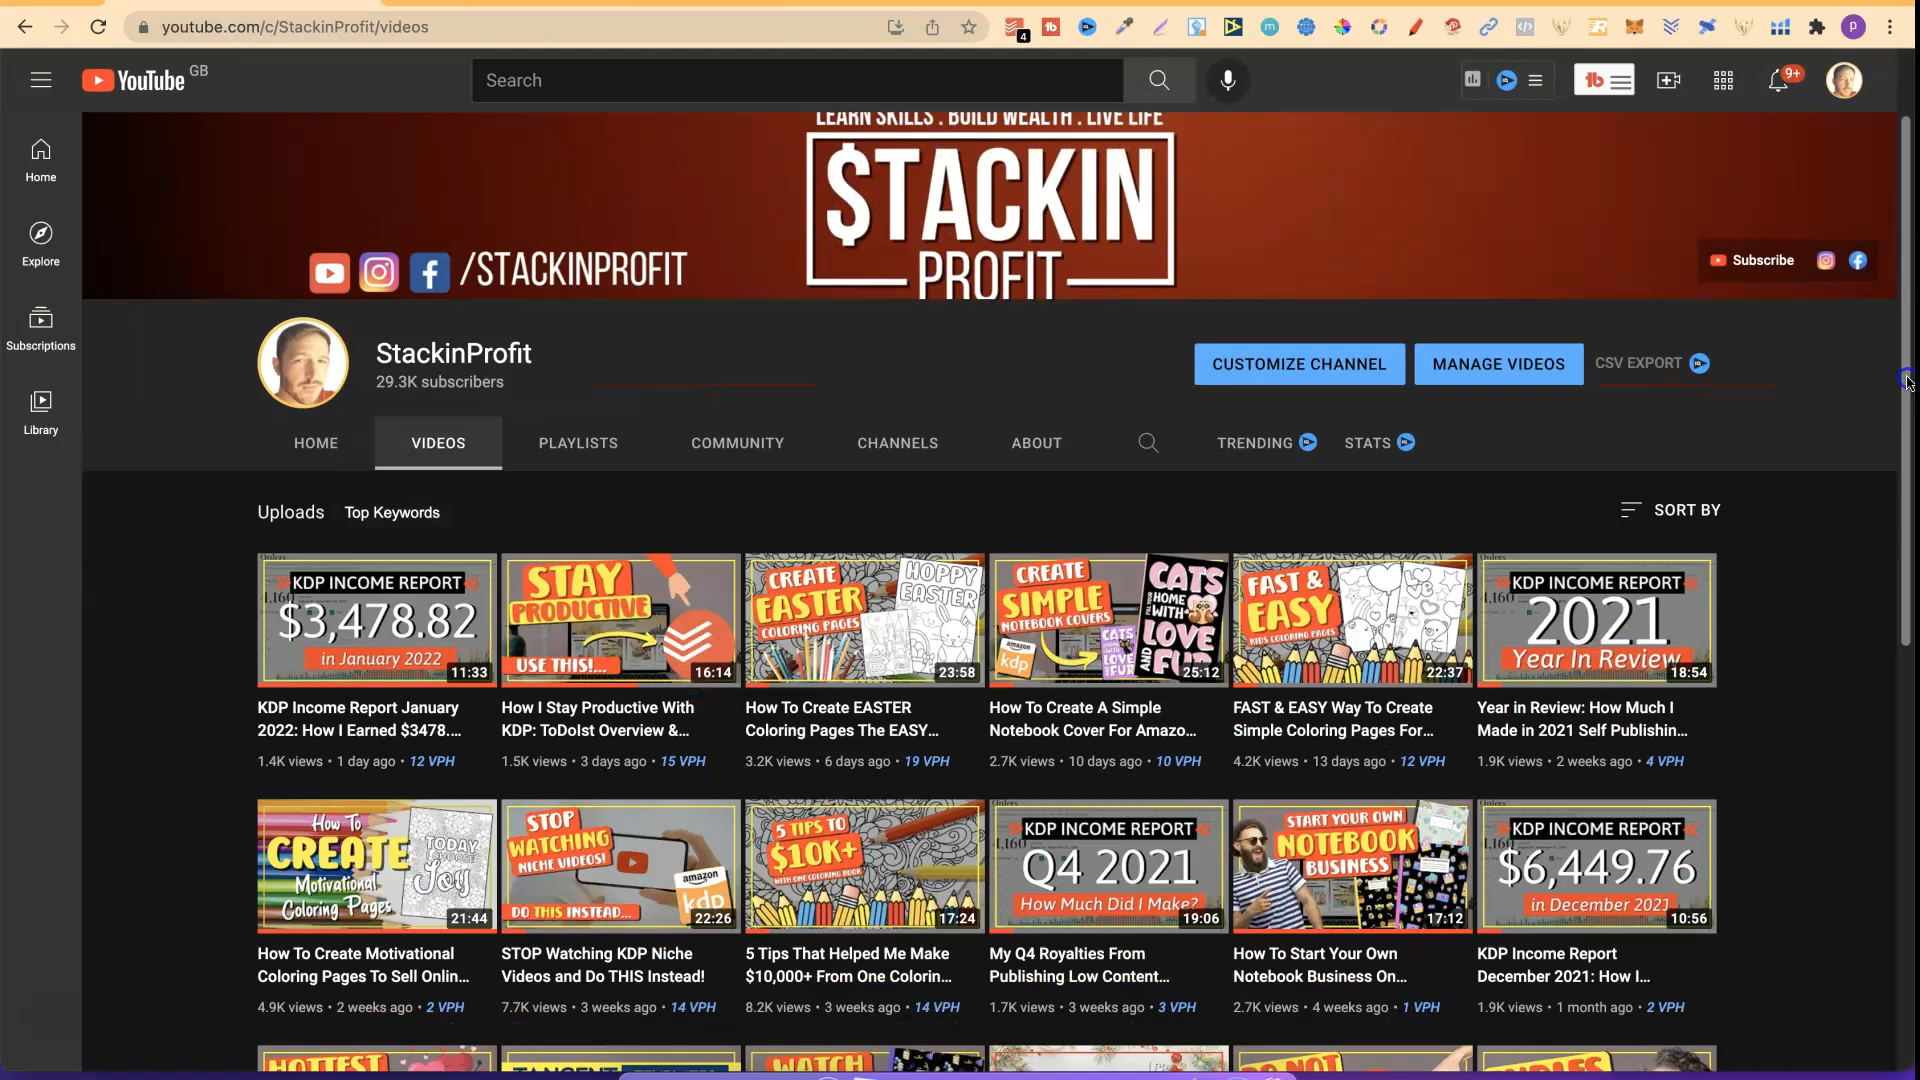 youtube.com/c/StackinProfit/videos
4
P
YouTube GB
Search
9+
Home
Explore
Subscriptions
Library
LEARN SKILLS . BUILD WEALTH . LIVE LIFE
$TACKIN
PROFIT
/STACKINPROFIT
Subscribe
StackinProfit
29.3K subscribers
CUSTOMIZE CHANNEL
MANAGE VIDEOS
CSV EXPORT
HOME
VIDEOS
PLAYLISTS
COMMUNITY
CHANNELS
ABOUT
TRENDING
STATS
Uploads
Top Keywords
SORT BY
KDP INCOME REPORT
$3,478.82
in January 2022
11:33
KDP Income Report January
2022: How I Earned $3478....
1.4K views • 1 day ago • 12 VPH
STAY
PRODUCTIVE
USE THIS!...
16:14
How I Stay Productive With
KDP: ToDoIst Overview &...
1.5K views • 3 days ago • 15 VPH
CREATE
EASTER
COLORING PAGES
HOPPY
EASTER
23:58
How To Create EASTER
Coloring Pages The EASY...
3.2K views • 6 days ago • 19 VPH
CREATE
SIMPLE
NOTEBOOK COVERS
amazon
kdp
CATS
HOME
WITH
LOVE
AND
FUR
25:12
How To Create A Simple
Notebook Cover For Amazo...
2.7K views • 10 days ago • 10 VPH
FAST &
EASY
KIDS COLORING PAGES
LOVE
22:37
FAST & EASY Way To Create
Simple Coloring Pages For...
4.2K views • 13 days ago • 12 VPH
KDP INCOME REPORT
2021
Year In Review
18:54
Year in Review: How Much I
Made in 2021 Self Publishin...
1.9K views • 2 weeks ago • 4 VPH
How To
CREATE
Motivational
Coloring Pages
TODAY
CHOOSE
Joy
21:44
How To Create Motivational
Coloring Pages To Sell Onlin...
4.9K views • 2 weeks ago • 2 VPH
STOP
WATCHING
NICHE VIDEOS!
DO THIS INSTEAD...
amazon
kdp
22:26
STOP Watching KDP Niche
Videos and Do THIS Instead!
7.7K views • 3 weeks ago • 14 VPH
5 TIPS TO
$10K+
WITH ONE COLORING BOOK
17:24
5 Tips That Helped Me Make
$10,000+ From One Colorin...
8.2K views • 3 weeks ago • 14 VPH
KDP INCOME REPORT
Q4 2021
How Much Did I Make?
19:06
My Q4 Royalties From
Publishing Low Content...
1.7K views • 3 weeks ago • 3 VPH
START YOUR OWN
NOTEBOOK
BUSINESS
17:12
How To Start Your Own
Notebook Business On...
2.7K views • 4 weeks ago • 1 VPH
KDP INCOME REPORT
$6,449.76
in December 2021
10:56
KDP Income Report
December 2021: How I...
1.9K views • 1 month ago • 2 VPH
HOTTEST
WATCH
DO NOT